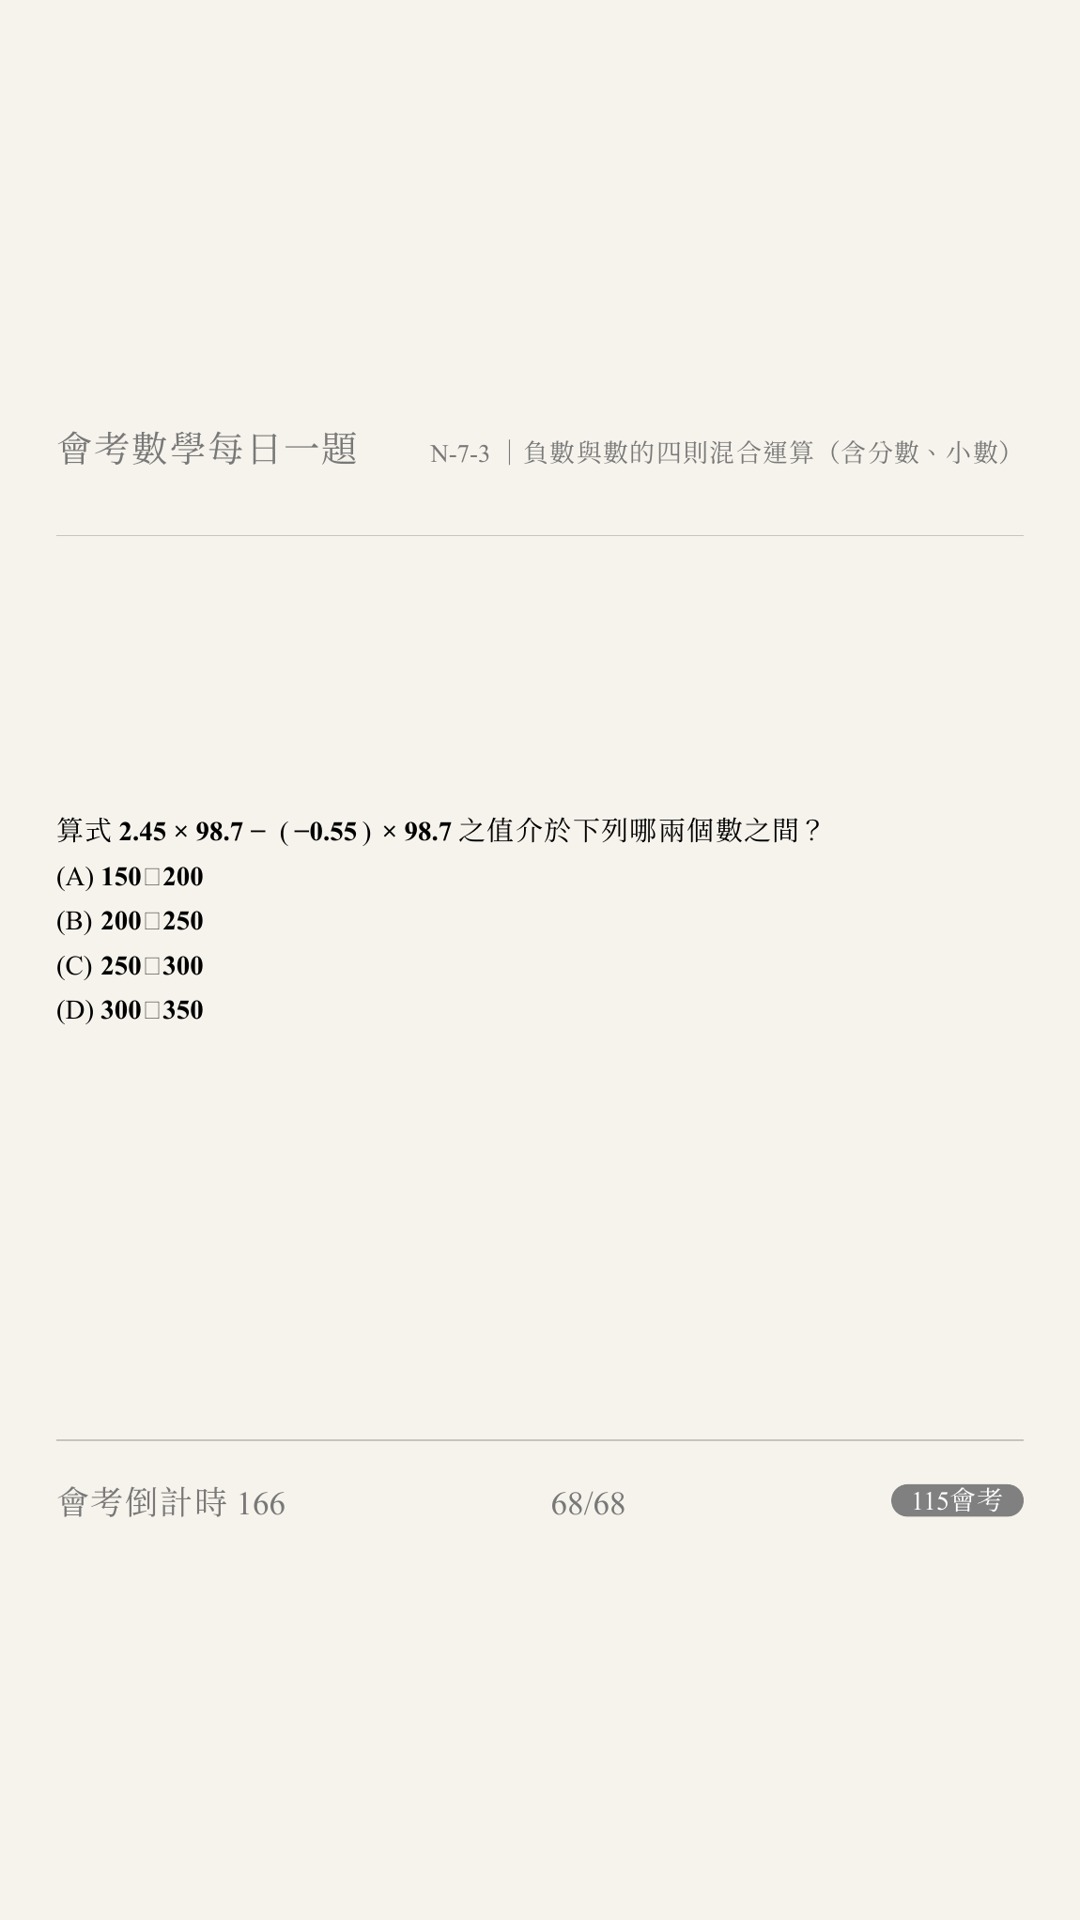 會考數學每日一題
N-7-3｜負數與數的四則混合運算（含分數、小數）
算式 2.45 × 98.7 − （−0.55）× 98.7 之值介於下列哪兩個數之間？
(A) 150□200
(B) 200□250
(C) 250□300
(D) 300□350
會考倒計時 166
68/68
115會考